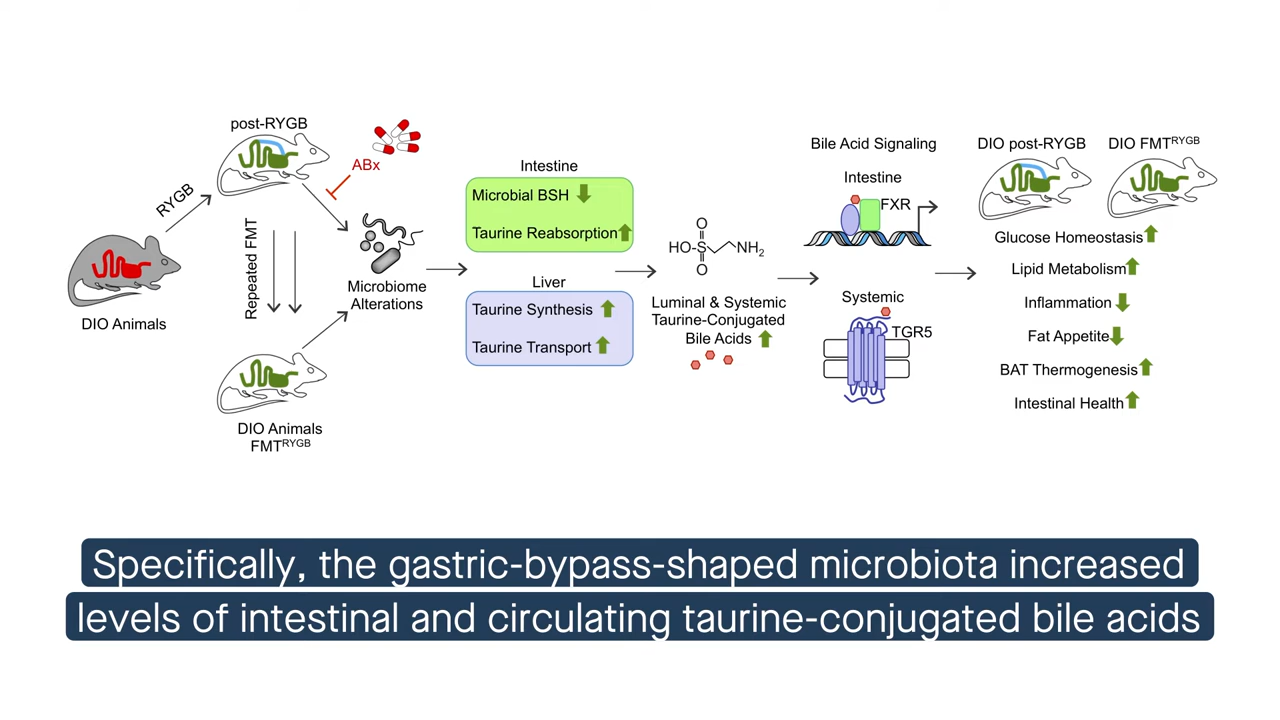 post-RYGB
ABx
RYGB
DIO Animals
Repeated FMT
Microbiome
Alterations
DIO Animals
FMTRYGB
Intestine
Microbial BSH
Taurine Reabsorption
Liver
Taurine Synthesis
Taurine Transport
O
HO-S
NH2
O
Luminal & Systemic
Taurine-Conjugated
Bile Acids
Bile Acid Signaling
Intestine
FXR
Systemic
TGR5
DIO post-RYGB
DIO FMTRYGB
Glucose Homeostasis
Lipid Metabolism
Inflammation
Fat Appetite
BAT Thermogenesis
Intestinal Health
Specifically, the gastric-bypass-shaped microbiota increased
levels of intestinal and circulating taurine-conjugated bile acids